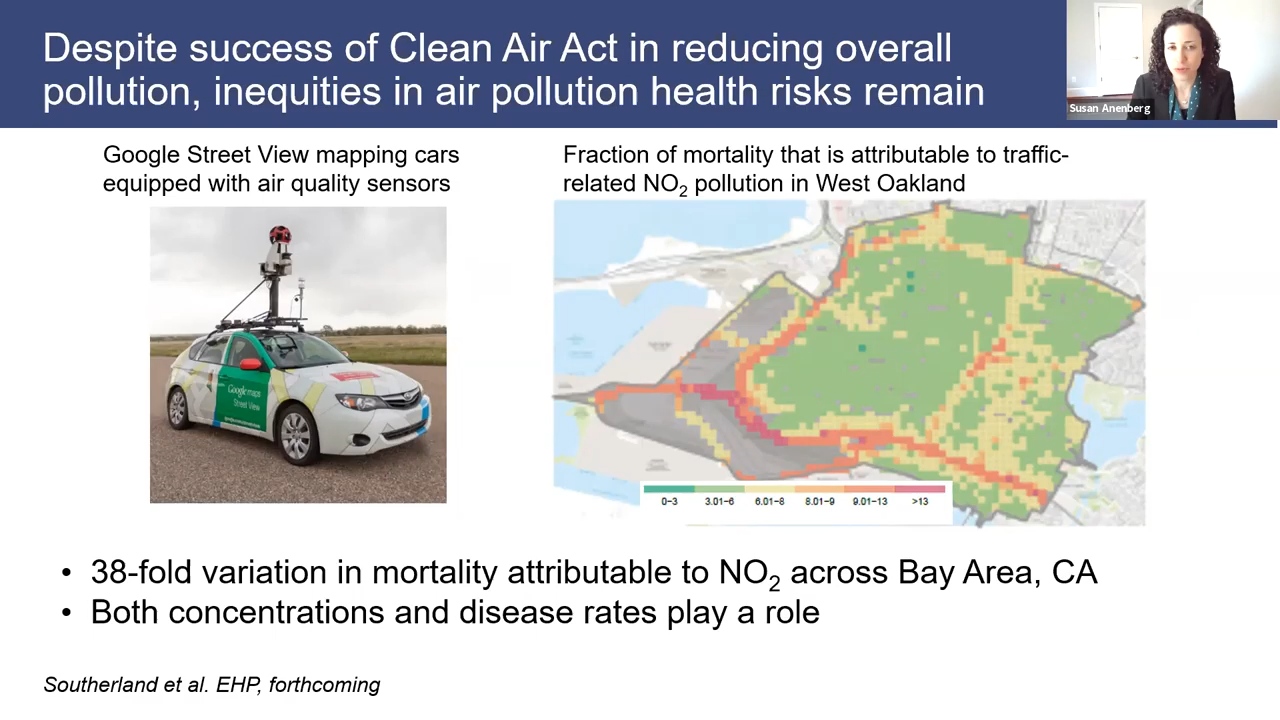 Despite success of Clean Air Act in reducing overall
pollution, inequities in air pollution health risks remain
Susan Anenberg
Google Street View mapping cars
equipped with air quality sensors
Fraction of mortality that is attributable to traffic-
related NO₂ pollution in West Oakland
Google maps
Street View
0–3 3.01–6 6.01–8 8.01–9 9.01–13 >13
• 38-fold variation in mortality attributable to NO₂ across Bay Area, CA
• Both concentrations and disease rates play a role
Southerland et al. EHP, forthcoming